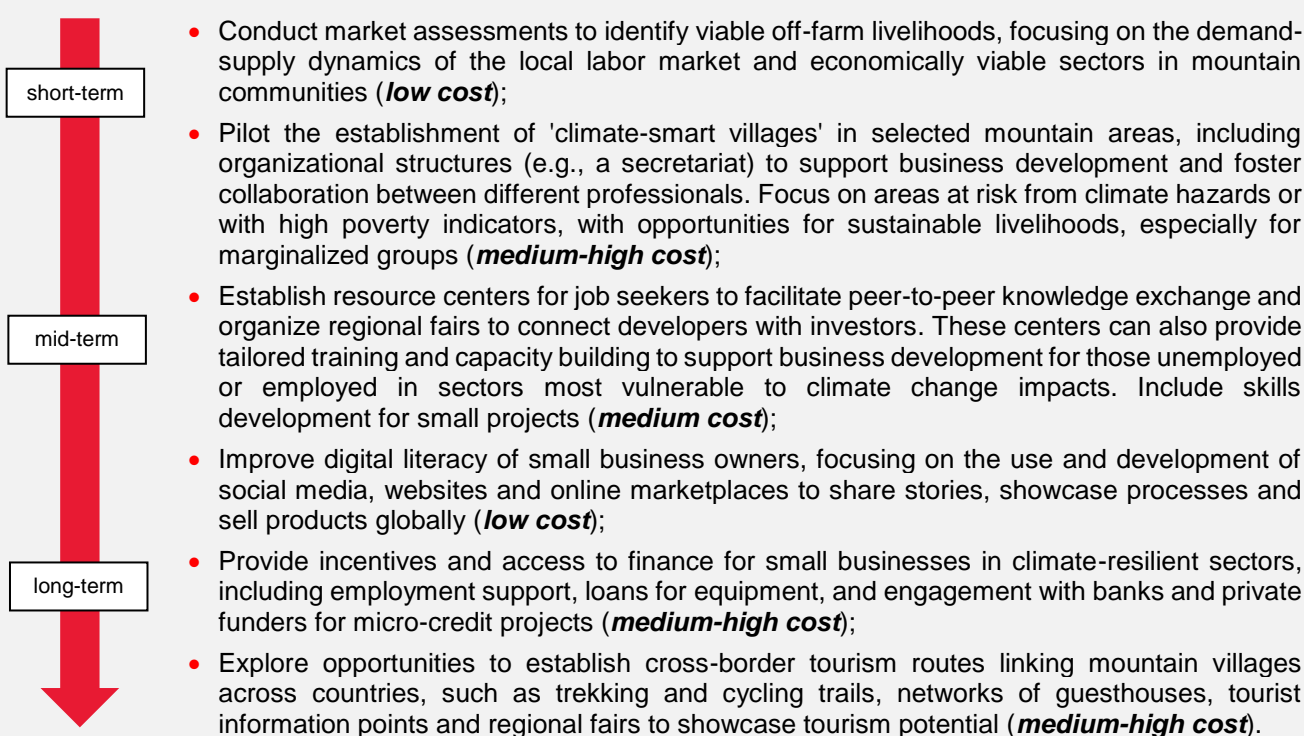 • Conduct market assessments to identify viable off-farm livelihoods, focusing on the demand-
supply dynamics of the local labor market and economically viable sectors in mountain
communities (low cost);
short-term
• Pilot the establishment of 'climate-smart villages' in selected mountain areas, including
organizational structures (e.g., a secretariat) to support business development and foster
collaboration between different professionals. Focus on areas at risk from climate hazards or
with high poverty indicators, with opportunities for sustainable livelihoods, especially for
marginalized groups (medium-high cost);
• Establish resource centers for job seekers to facilitate peer-to-peer knowledge exchange and
organize regional fairs to connect developers with investors. These centers can also provide
mid-term
tailored training and capacity building to support business development for those unemployed
or employed in sectors most vulnerable to climate change impacts. Include skills
development for small projects (medium cost);
• Improve digital literacy of small business owners, focusing on the use and development of
social media, websites and online marketplaces to share stories, showcase processes and
sell products globally (low cost);
• Provide incentives and access to finance for small businesses in climate-resilient sectors,
long-term
including employment support, loans for equipment, and engagement with banks and private
funders for micro-credit projects (medium-high cost);
• Explore opportunities to establish cross-border tourism routes linking mountain villages
across countries, such as trekking and cycling trails, networks of guesthouses, tourist
information points and regional fairs to showcase tourism potential (medium-high cost).